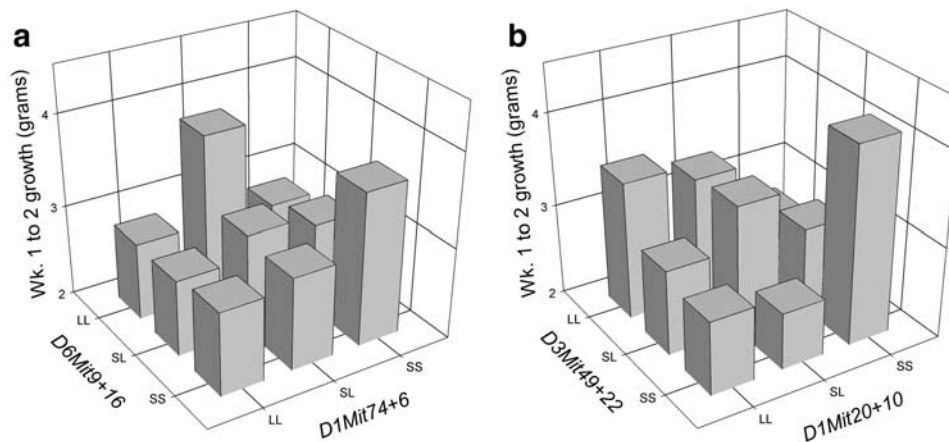 a
Wk. 1 to 2 growth (grams)
4
3
2
LL
SL
SS
D6Mit9+16
LL
SL
SS
D1Mit74+6
b
Wk. 1 to 2 growth (grams)
4
3
2
LL
SL
SS
D3Mit49+22
LL
SL
SS
D1Mit20+10